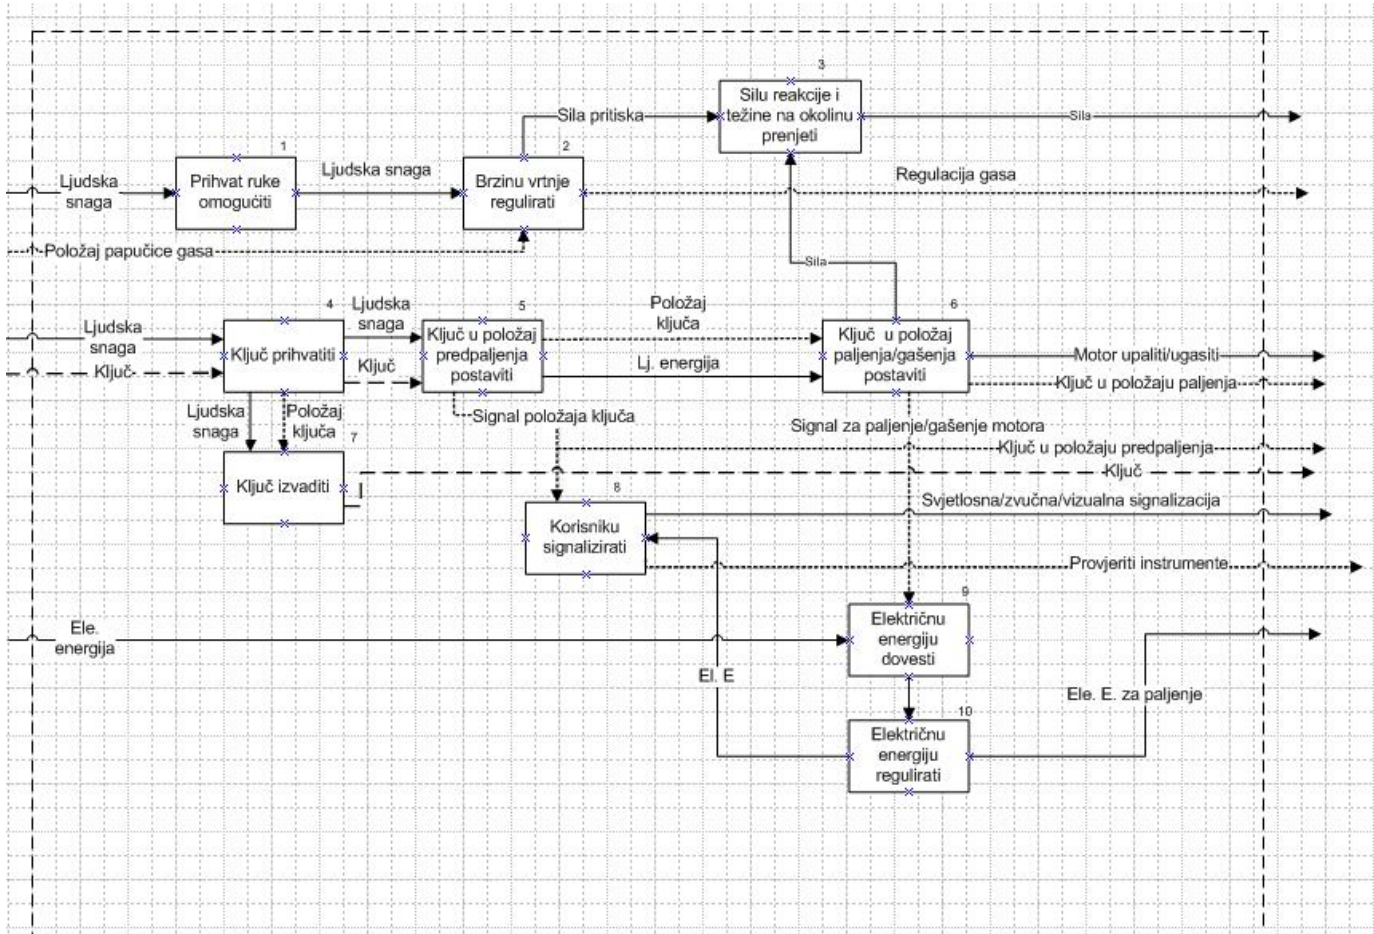 3
Silu reakcije i
težine na okolinu
prenjeti
Sila pritiska
Sila
1
2
Ljudska
snaga
Prihvat ruke
omogućiti
Ljudska snaga
Brzinu vrtnje
regulirati
Regulacija gasa
Položaj papučice gasa
Sila
4
5
6
Ljudska
snaga
Ključ
Ključ prihvatiti
Ljudska
snaga
Ključ
Ključ u položaj
predpaljenja
postaviti
Položaj
ključa
Lj. energija
Ključ u položaj
paljenja/gašenja
postaviti
Motor upaliti/ugasiti
Ključ u položaju paljenja
Ljudska
snaga
Položaj
ključa
7
Signal položaja ključa
Signal za paljenje/gašenje motora
Ključ u položaju predpaljenja
Ključ
Ključ izvaditi
8
Korisniku
signalizirati
Svjetlosna/zvučna/vizualna signalizacija
Provjeriti instrumente
9
Ele.
energija
Električnu
energiju
dovesti
El. E
Ele. E. za paljenje
10
Električnu
energiju
regulirati